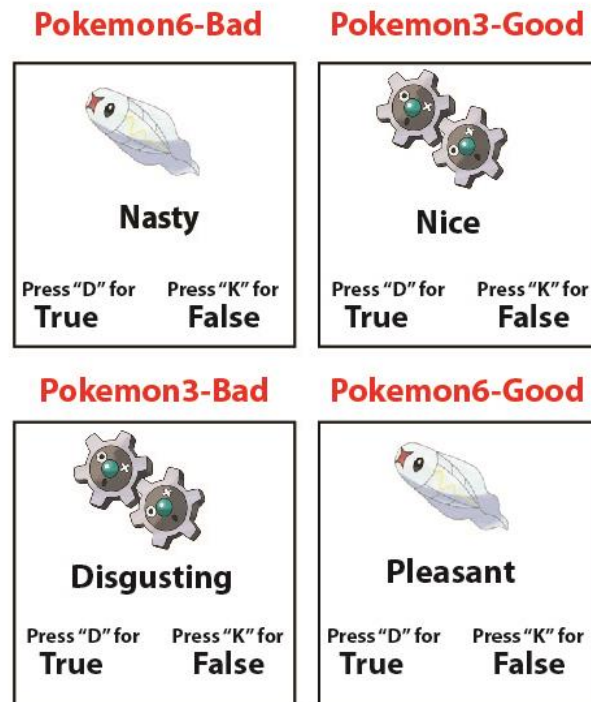 Pokemon6-Bad
Pokemon3-Good
Nasty
Press "D" for
True
Press "K" for
False
Nice
Press "D" for
True
Press "K" for
False
Pokemon3-Bad
Pokemon6-Good
Disgusting
Press "D" for
True
Press "K" for
False
Pleasant
Press "D" for
True
Press "K" for
False